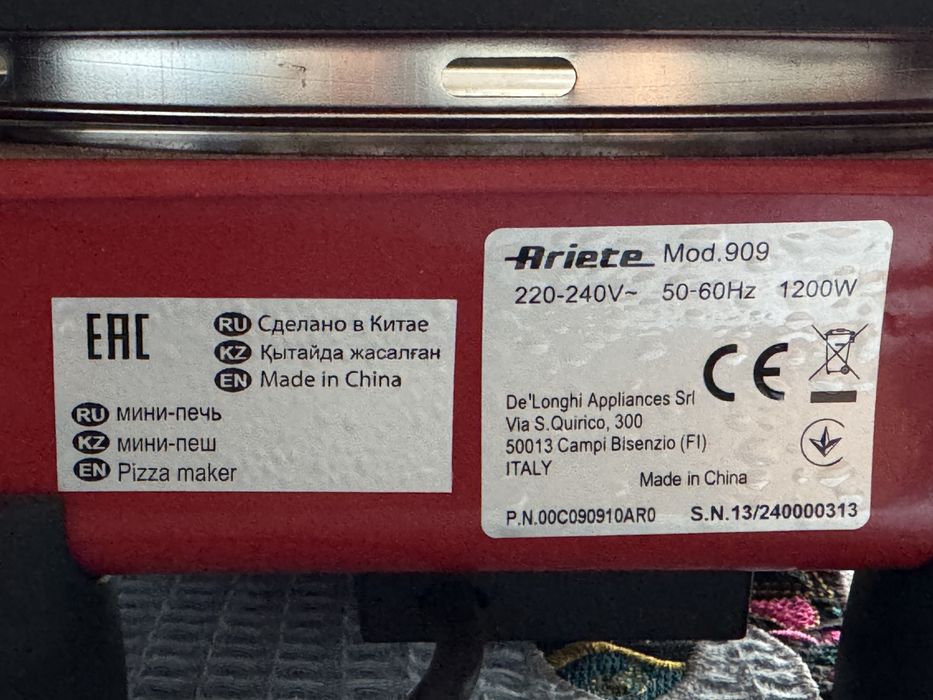 EAC
RU Сделано в Китае
KZ Қытайда жасалған
EN Made in China
RU мини-печь
KZ мини-пеш
EN Pizza maker
Ariete Mod.909
220-240V~ 50-60Hz 1200W
CE
De'Longhi Appliances Srl
Via S.Quirico, 300
50013 Campi Bisenzio (FI)
ITALY
Made in China
P.N.00C090910AR0 S.N.13/240000313